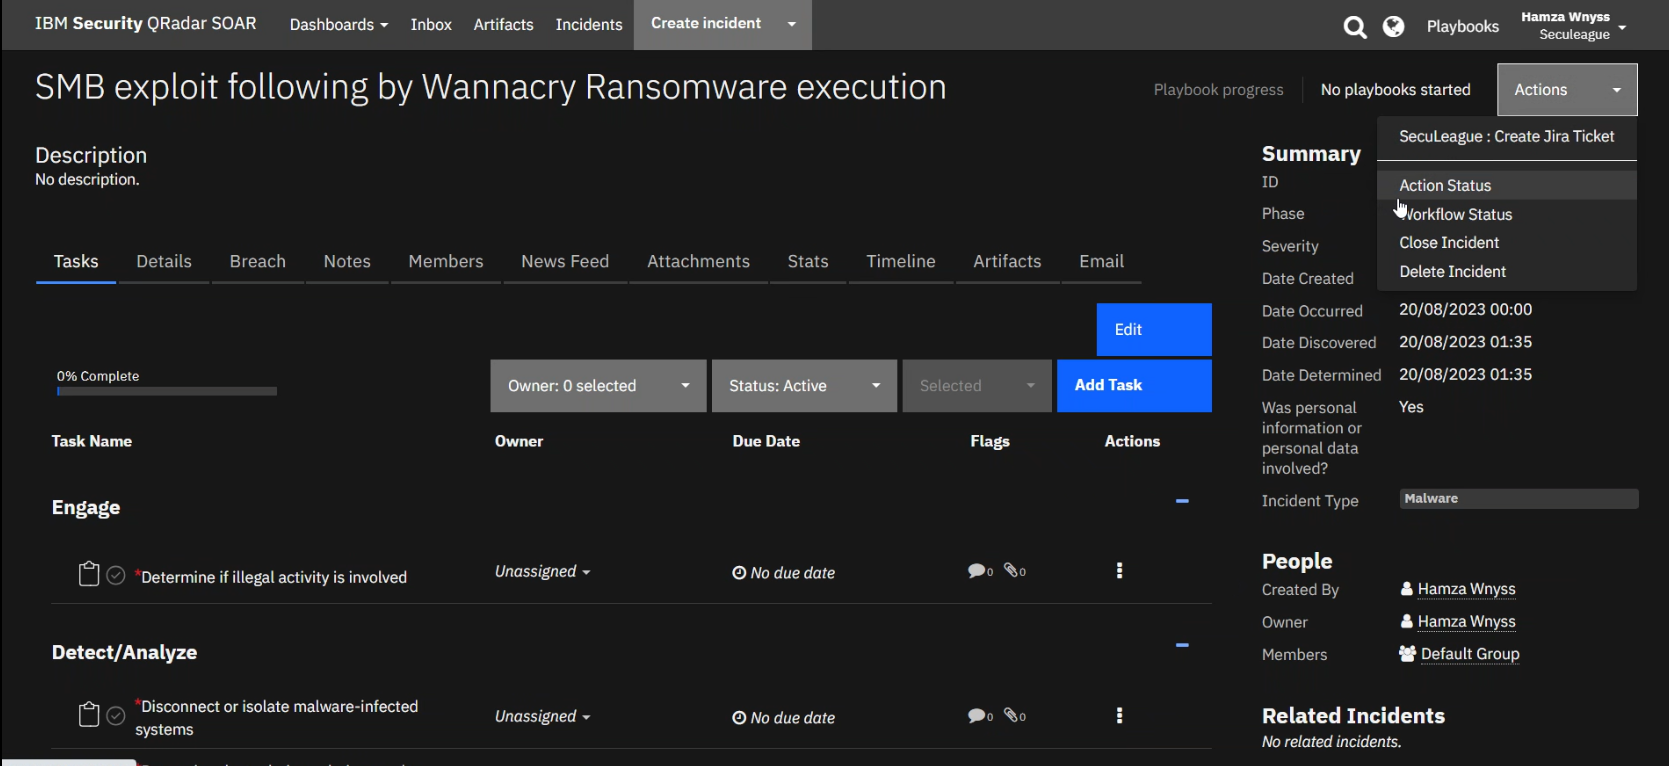 IBM Security QRadar SOAR Dashboards Inbox Artifacts Incidents Create incident Playbooks Hamza Wnyss
Seculeague
SMB exploit following by Wannacry Ransomware execution
Playbook progress No playbooks started Actions
SecuLeague : Create Jira Ticket
Action Status
Workflow Status
Close Incident
Delete Incident
Description
No description.
Tasks Details Breach Notes Members News Feed Attachments Stats Timeline Artifacts Email
Edit
0% Complete
Owner: 0 selected Status: Active Selected Add Task
Task Name Owner Due Date Flags Actions
Engage
*Determine if illegal activity is involved Unassigned No due date 0 0
Detect/Analyze
*Disconnect or isolate malware-infected
systems Unassigned No due date 0 0
Summary
ID
Phase
Severity
Date Created
Date Occurred 20/08/2023 00:00
Date Discovered 20/08/2023 01:35
Date Determined 20/08/2023 01:35
Was personal Yes
information or
personal data
involved?
Incident Type Malware
People
Created By Hamza Wnyss
Owner Hamza Wnyss
Members Default Group
Related Incidents
No related incidents.